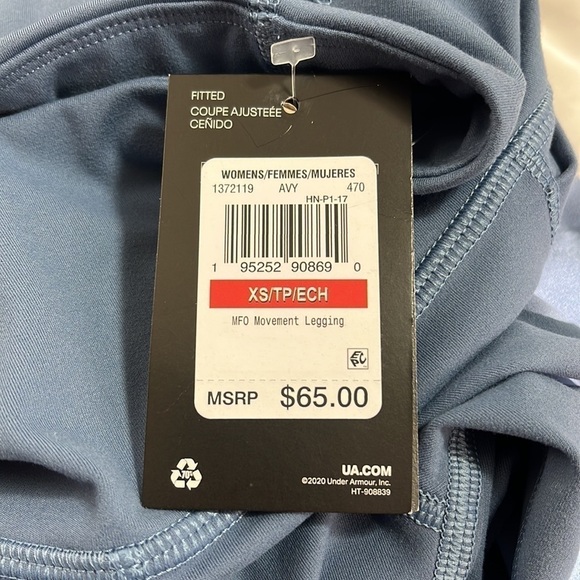 FITTED
COUPE AJUSTEÉE
CEÑIDO
WOMENS/FEMMES/MUJERES
1372119 AVY 470
HN-P1-17
1 95252 90869 0
XS/TP/ECH
MFO Movement Legging
MSRP $65.00
70%
UA.COM
©2020 Under Armour, Inc.
HT-908839